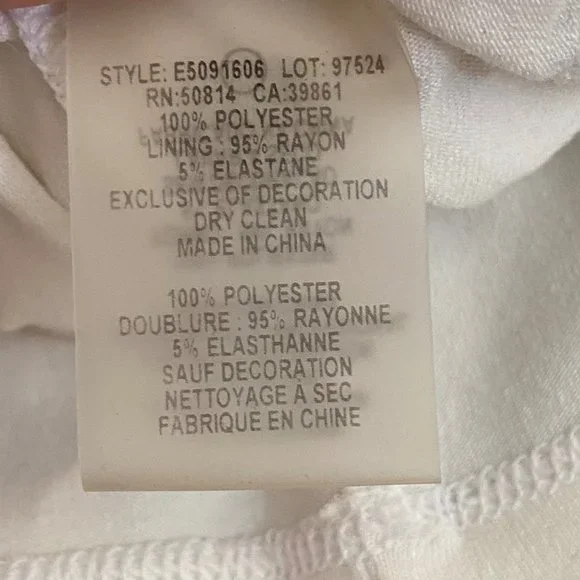 STYLE: E5091606 LOT: 97524
RN:50814 CA:39861
100% POLYESTER
LINING : 95% RAYON
5% ELASTANE
EXCLUSIVE OF DECORATION
DRY CLEAN
MADE IN CHINA
100% POLYESTER
DOUBLURE : 95% RAYONNE
5% ELASTHANNE
SAUF DECORATION
NETTOYAGE À SEC
FABRIQUE EN CHINE